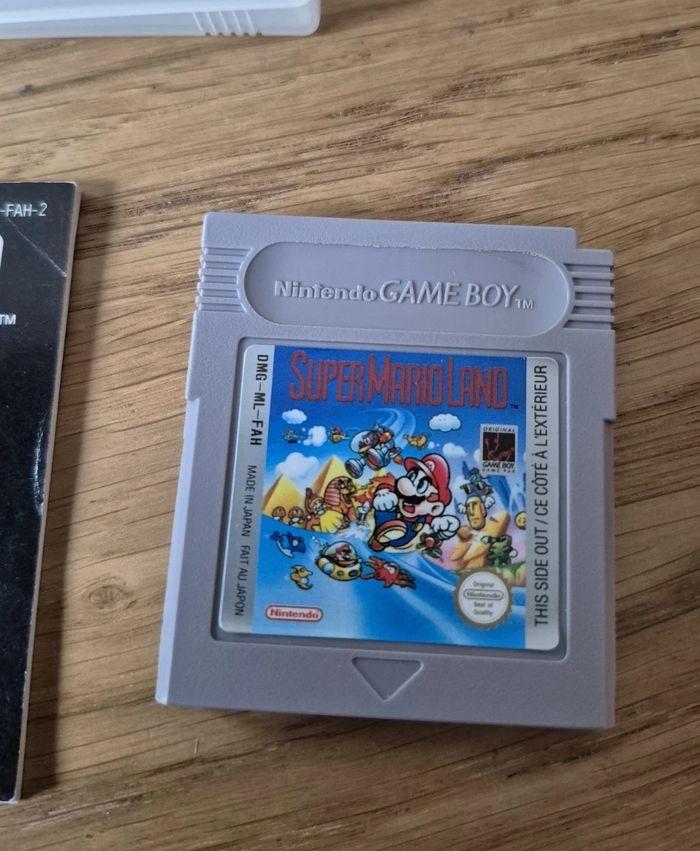 -FAH-2
TM
Nintendo GAME BOY TM
SUPER MARIO LAND TM
DMG-ML-FAH
MADE IN JAPAN FAIT AU JAPON
ORIGINAL
GAME BOY
GAME PAK
THIS SIDE OUT / CE CÔTÉ À L'EXTÉRIEUR
Original
Nintendo
Seal of
Quality
Nintendo